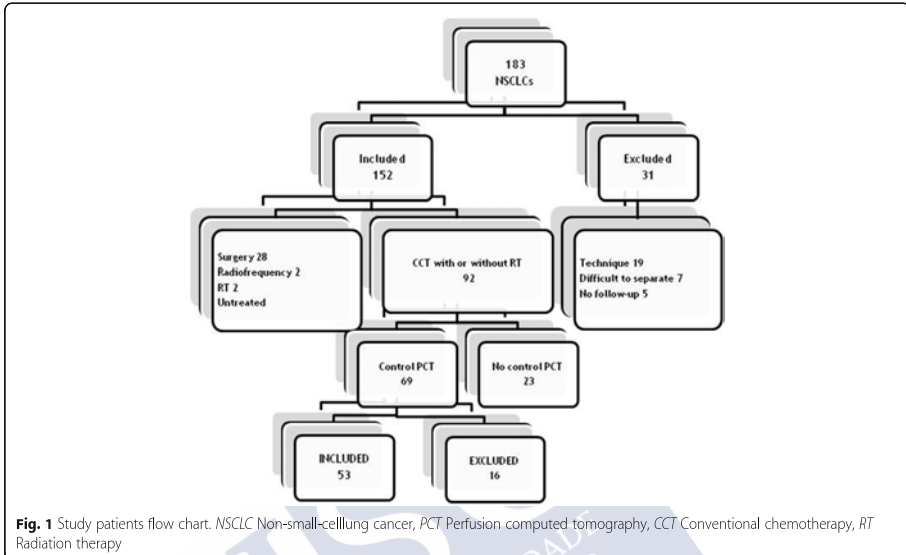 183
NSCLCs
Included
152
Excluded
31
Surgery 28
Radiofrequency 2
RT 2
Untreated
CCT with or without RT
92
Technique 19
Difficult to separate 7
No follow-up 5
Control PCT
69
No control PCT
23
INCLUDED
53
EXCLUDED
16
Fig. 1 Study patients flow chart. NSCLC Non-small-celllung cancer, PCT Perfusion computed tomography, CCT Conventional chemotherapy, RT
Radiation therapy